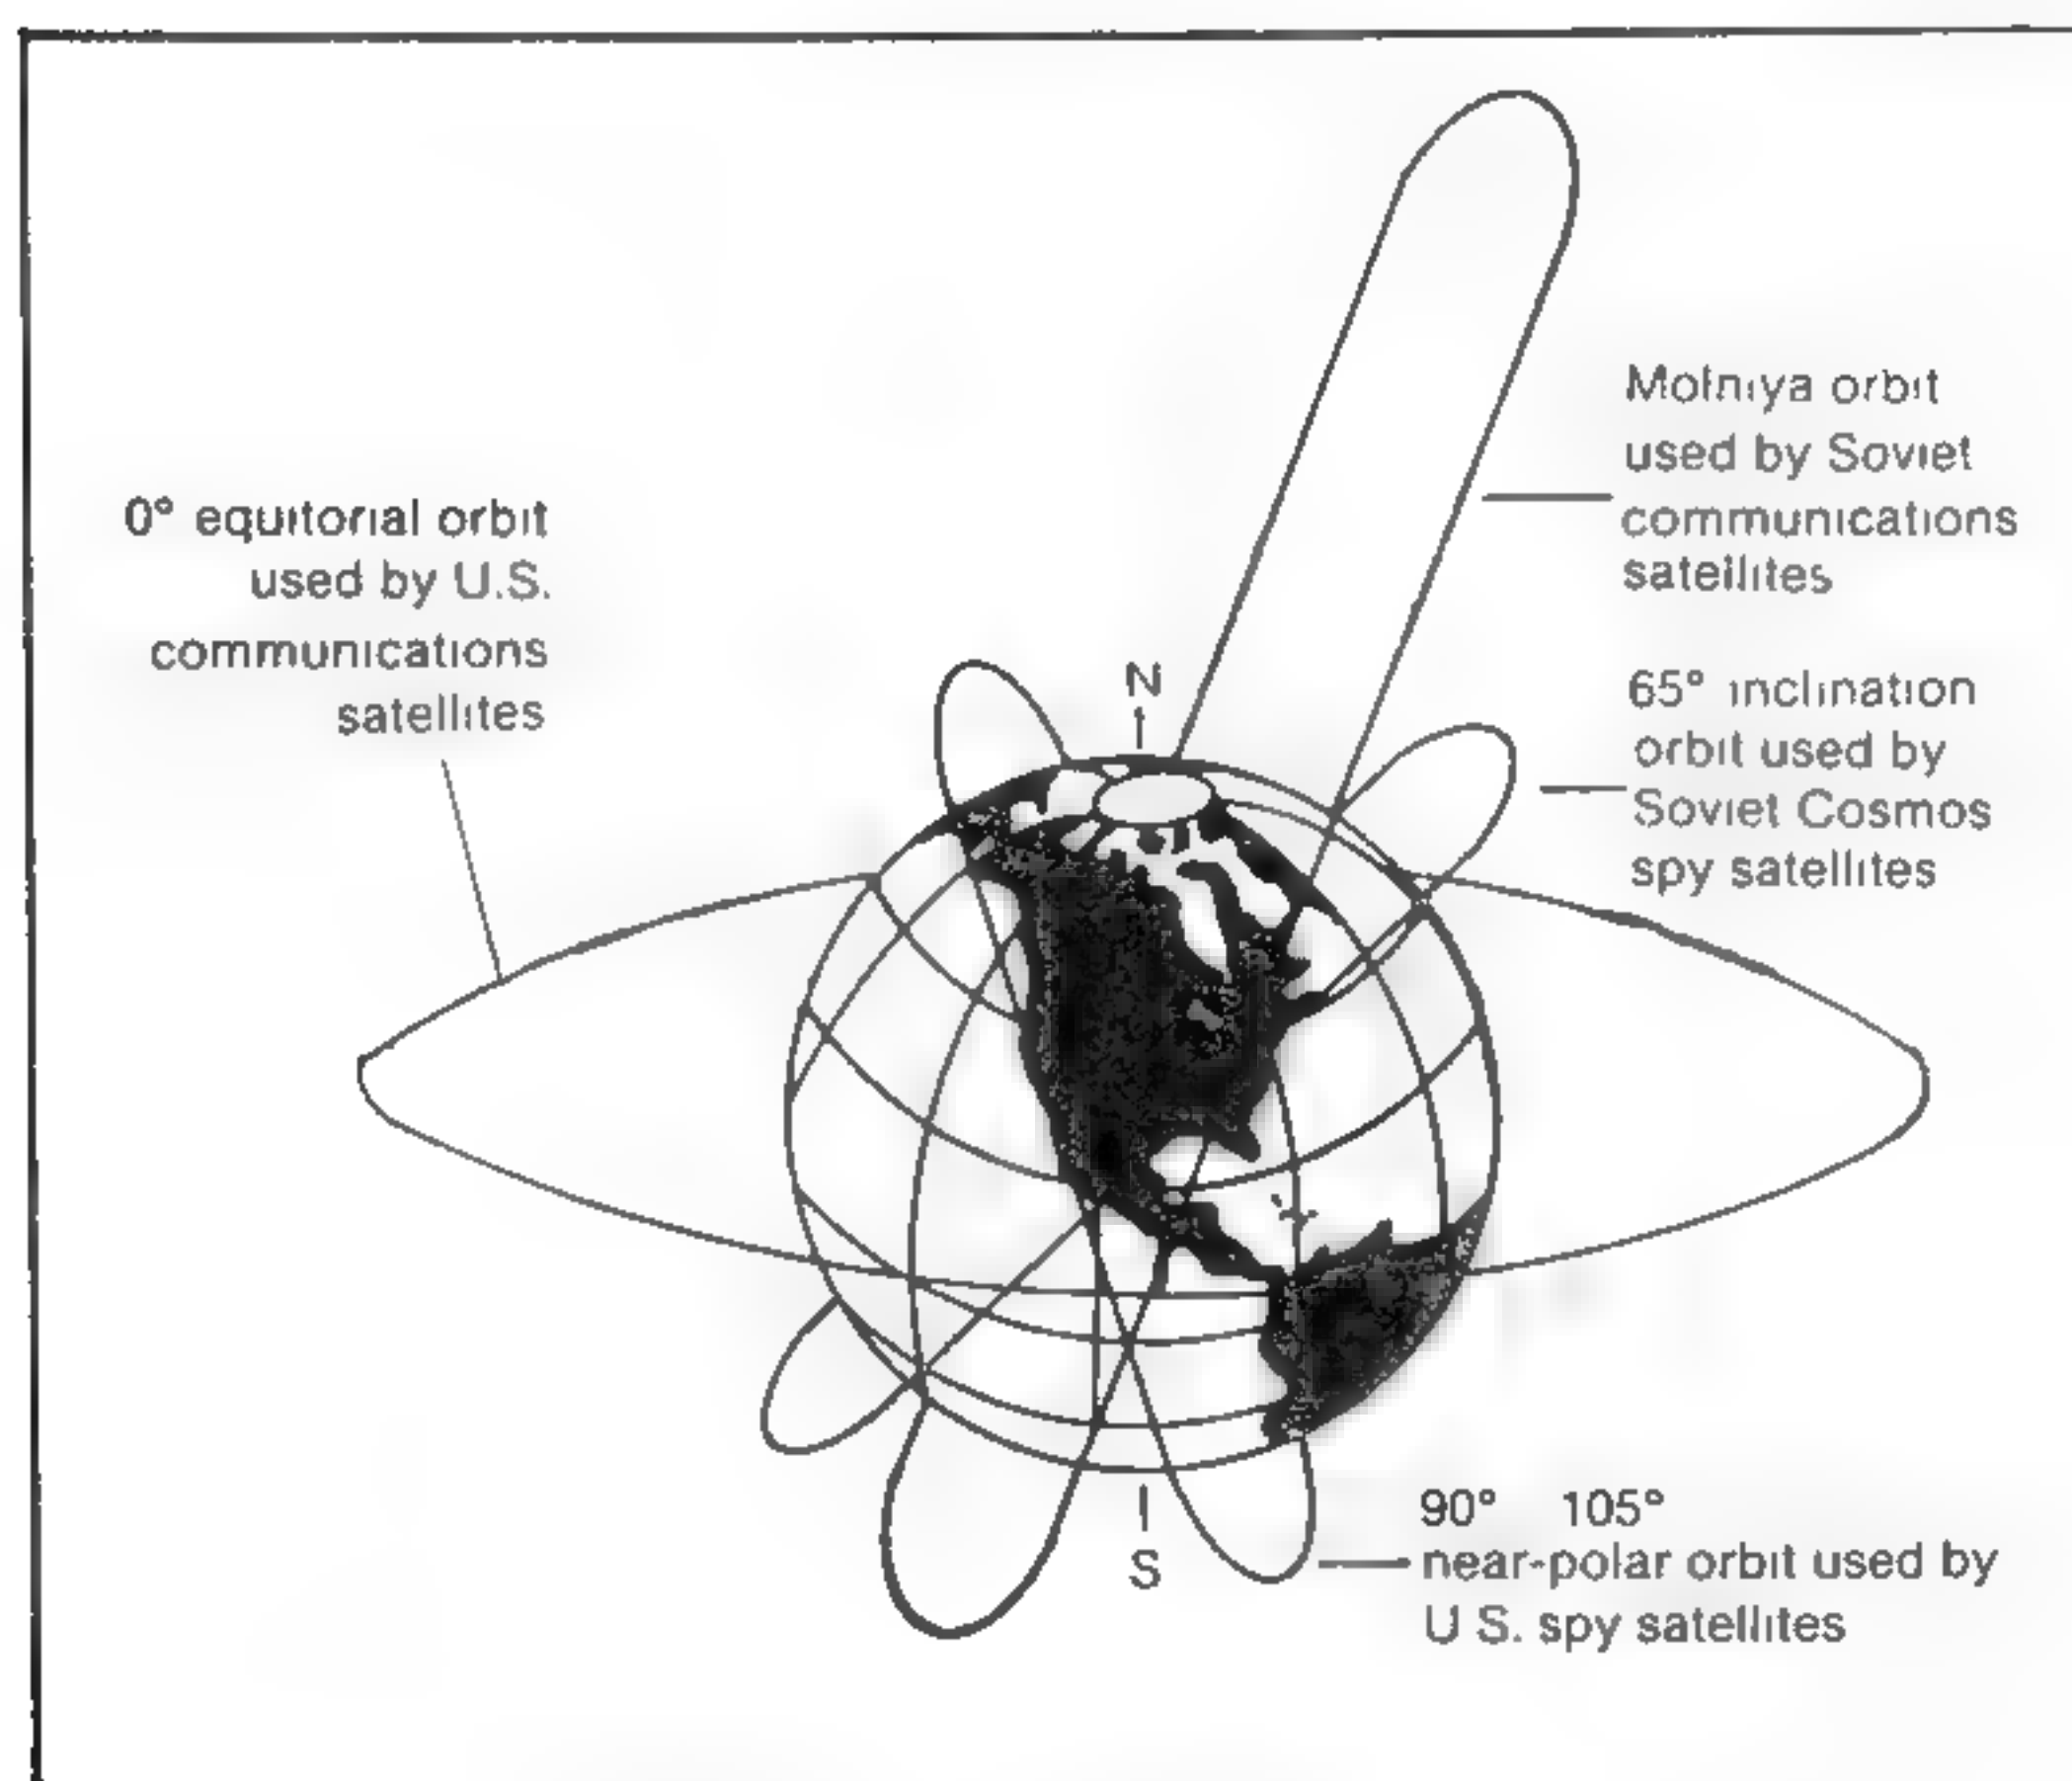 Molniya orbit
used by Soviet
communications
satellites
0° equitorial orbit
used by U.S.
communications
satellites
N
65° inclination
orbit used by
Soviet Cosmos
spy satellites
S
90° 105°
near-polar orbit used by
U S. spy satellites